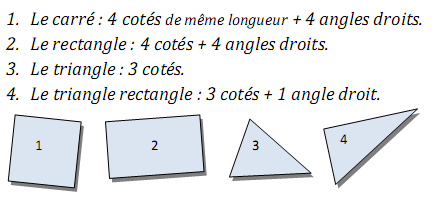 1. Le carré : 4 cotés de même longueur + 4 angles droits.
2. Le rectangle : 4 cotés + 4 angles droits.
3. Le triangle : 3 cotés.
4. Le triangle rectangle : 3 cotés + 1 angle droit.
1 2 3 4